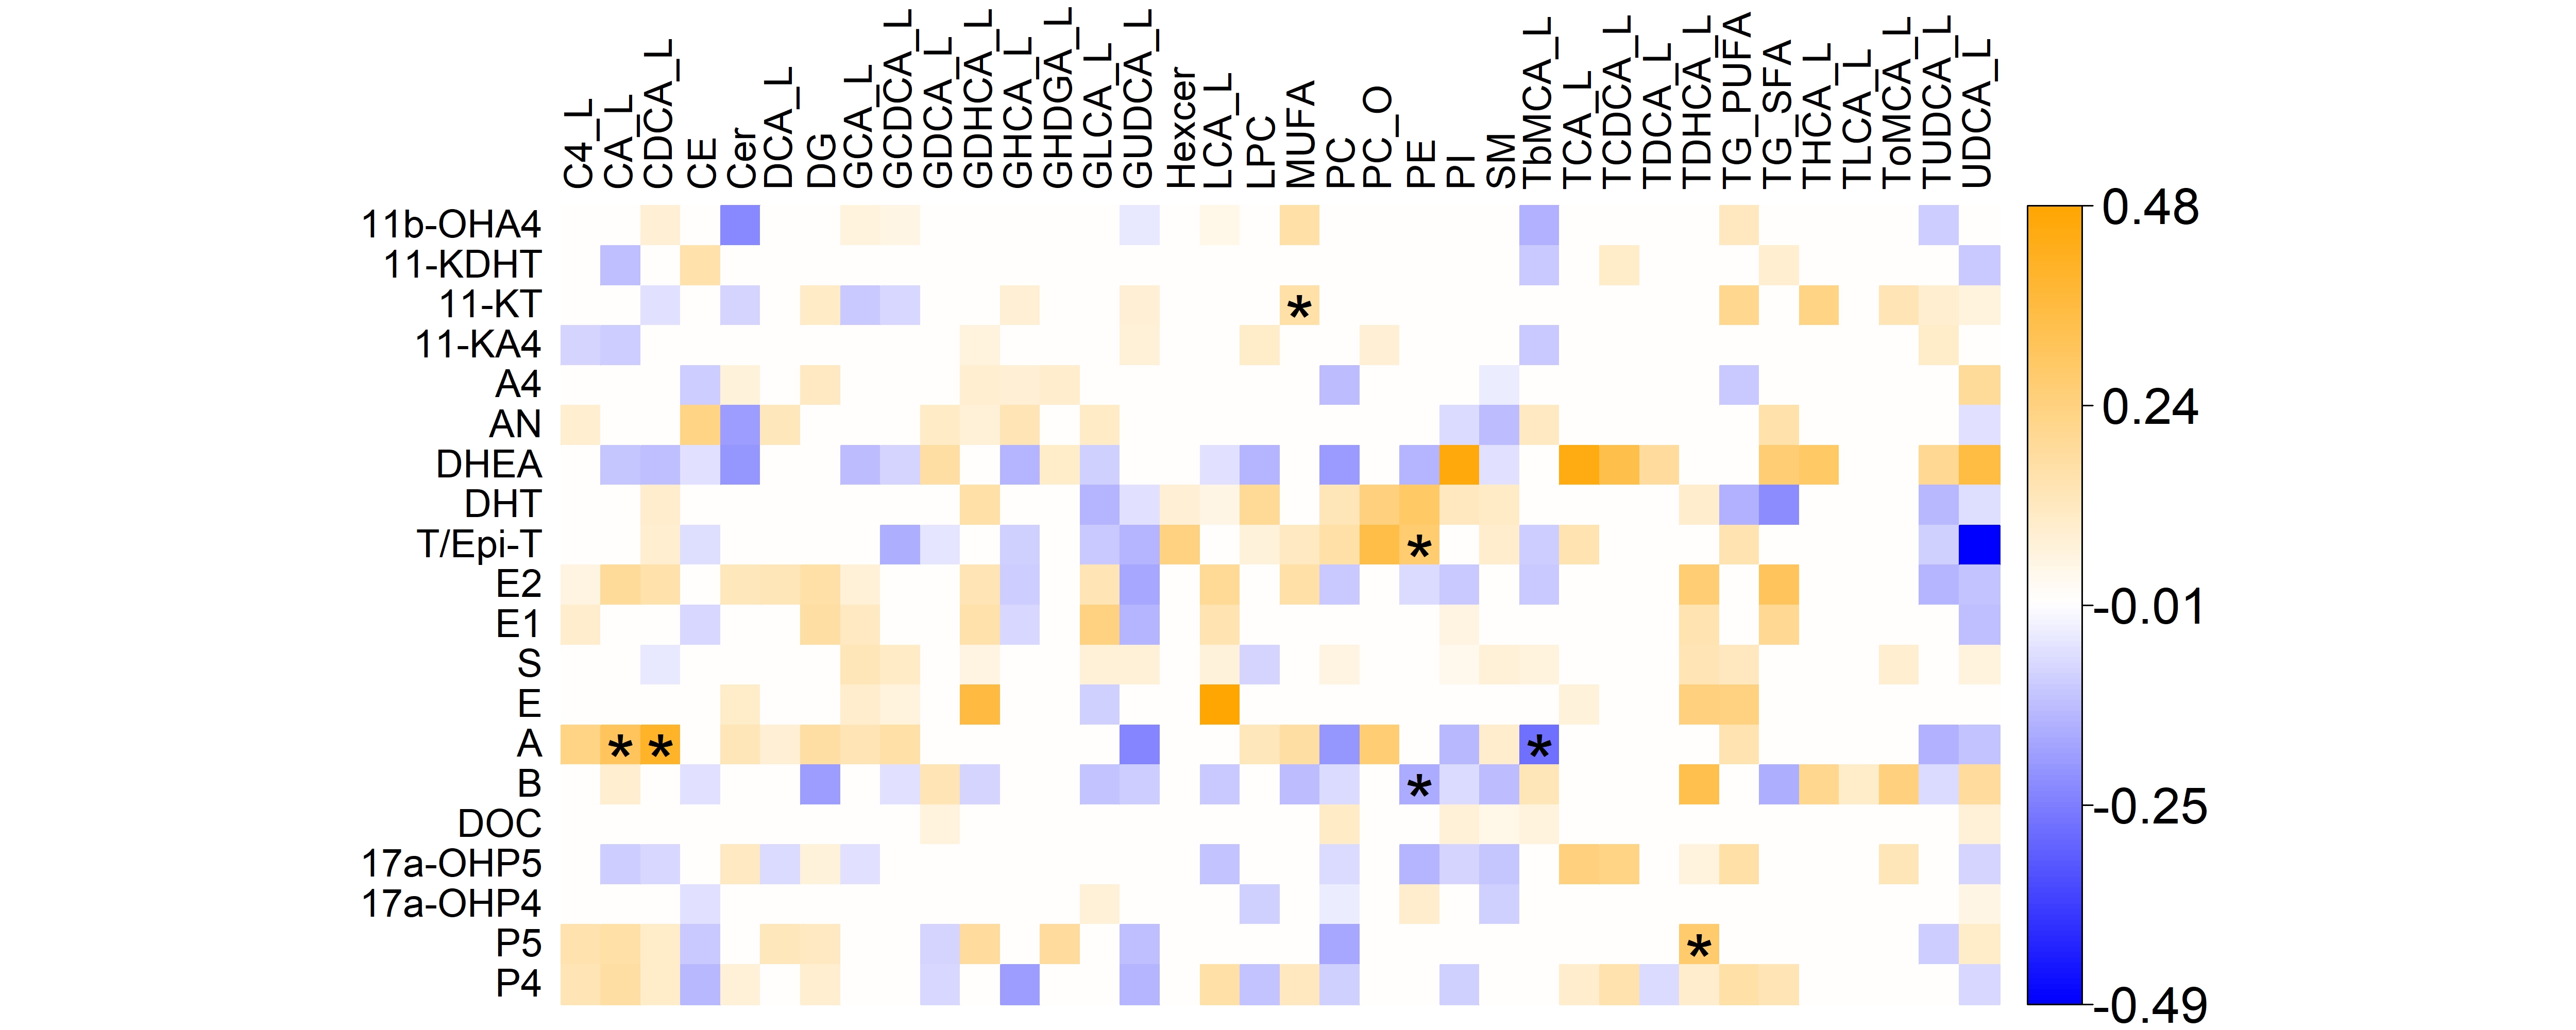 C4_L
CA_L
CDCA_L
CE
Cer
DCA_L
DG
GCA_L
GCDCA_L
GDCA_L
GDHCA_L
GHCA_L
GHDGA_L
GLCA_L
GUDCA_L
Hexcer
LCA_L
LPC
MUFA
PC
PC_O
PE
PI
SM
TbMCA_L
TCA_L
TCDCA_L
TDCA_L
TDHCA_L
TG_PUFA
TG_SFA
THCA_L
TLCA_L
ToMCA_L
TUDCA_L
UDCA_L
11b-OHA4
11-KDHT
11-KT
*
11-KA4
A4
AN
DHEA
DHT
T/Epi-T
*
E2
E1
S
E
A
* * *
B
*
DOC
17a-OHP5
17a-OHP4
P5
*
P4
0.48
0.24
-0.01
-0.25
-0.49